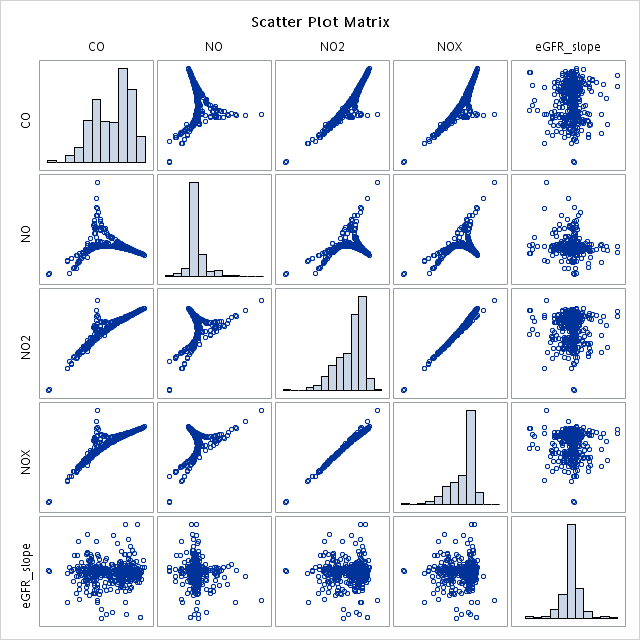 Scatter Plot Matrix
CO NO NO2 NOX eGFR_slope
CO
NO
NO2
NOX
eGFR_slope